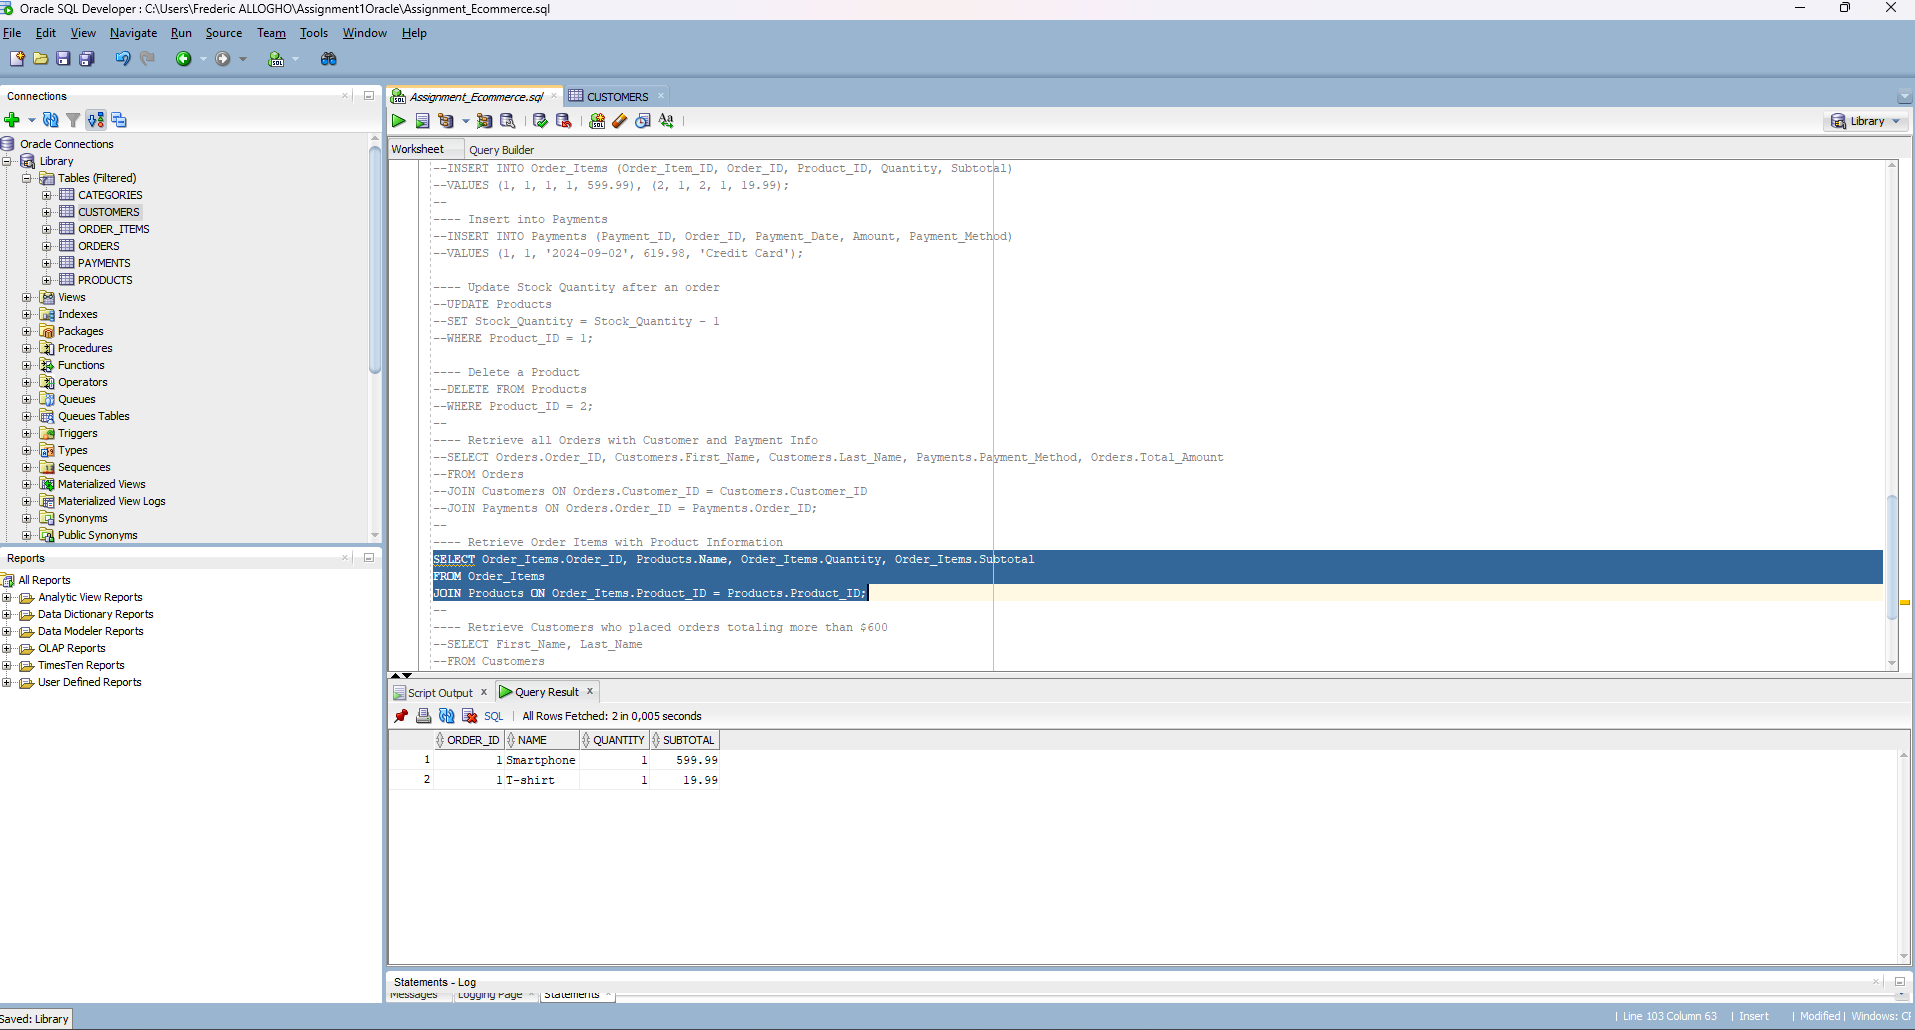 Oracle SQL Developer : C:\Users\Frederic ALLOGHO\Assignment1Oracle\Assignment_Ecommerce.sql
File Edit View Navigate Run Source Team Tools Window Help
Connections
Oracle Connections
Library
Tables (Filtered)
CATEGORIES
CUSTOMERS
ORDER_ITEMS
ORDERS
PAYMENTS
PRODUCTS
Views
Indexes
Packages
Procedures
Functions
Operators
Queues
Queues Tables
Triggers
Types
Sequences
Materialized Views
Materialized View Logs
Synonyms
Public Synonyms
Reports
All Reports
Analytic View Reports
Data Dictionary Reports
Data Modeler Reports
OLAP Reports
TimesTen Reports
User Defined Reports
Assignment_Ecommerce.sql
CUSTOMERS
Library
Worksheet Query Builder
--INSERT INTO Order_Items (Order_Item_ID, Order_ID, Product_ID, Quantity, Subtotal)
--VALUES (1, 1, 1, 1, 599.99), (2, 1, 2, 1, 19.99);
--
---- Insert into Payments
--INSERT INTO Payments (Payment_ID, Order_ID, Payment_Date, Amount, Payment_Method)
--VALUES (1, 1, '2024-09-02', 619.98, 'Credit Card');
---- Update Stock Quantity after an order
--UPDATE Products
--SET Stock_Quantity = Stock_Quantity - 1
--WHERE Product_ID = 1;
---- Delete a Product
--DELETE FROM Products
--WHERE Product_ID = 2;
--
---- Retrieve all Orders with Customer and Payment Info
--SELECT Orders.Order_ID, Customers.First_Name, Customers.Last_Name, Payments.Payment_Method, Orders.Total_Amount
--FROM Orders
--JOIN Customers ON Orders.Customer_ID = Customers.Customer_ID
--JOIN Payments ON Orders.Order_ID = Payments.Order_ID;
--
---- Retrieve Order Items with Product Information
SELECT Order_Items.Order_ID, Products.Name, Order_Items.Quantity, Order_Items.Subtotal
FROM Order_Items
JOIN Products ON Order_Items.Product_ID = Products.Product_ID;
--
---- Retrieve Customers who placed orders totaling more than $600
--SELECT First_Name, Last_Name
--FROM Customers
Script Output x Query Result x
SQL | All Rows Fetched: 2 in 0,005 seconds
ORDER_ID NAME QUANTITY SUBTOTAL
1 1 Smartphone 1 599.99
2 1 T-shirt 1 19.99
Statements - Log
Messages Logging Page Statements
Saved: Library
Line 103 Column 63 | Insert | Modified | Windows: CF